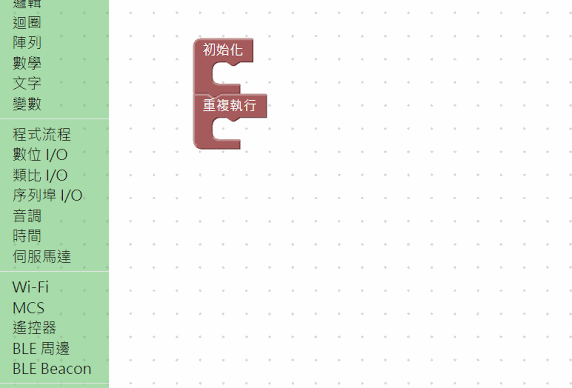 邏輯
迴圈
陣列
數學
文字
變數
程式流程
數位 I/O
類比 I/O
序列埠 I/O
音調
時間
伺服馬達
Wi-Fi
MCS
遙控器
BLE 周邊
BLE Beacon
初始化
重複執行